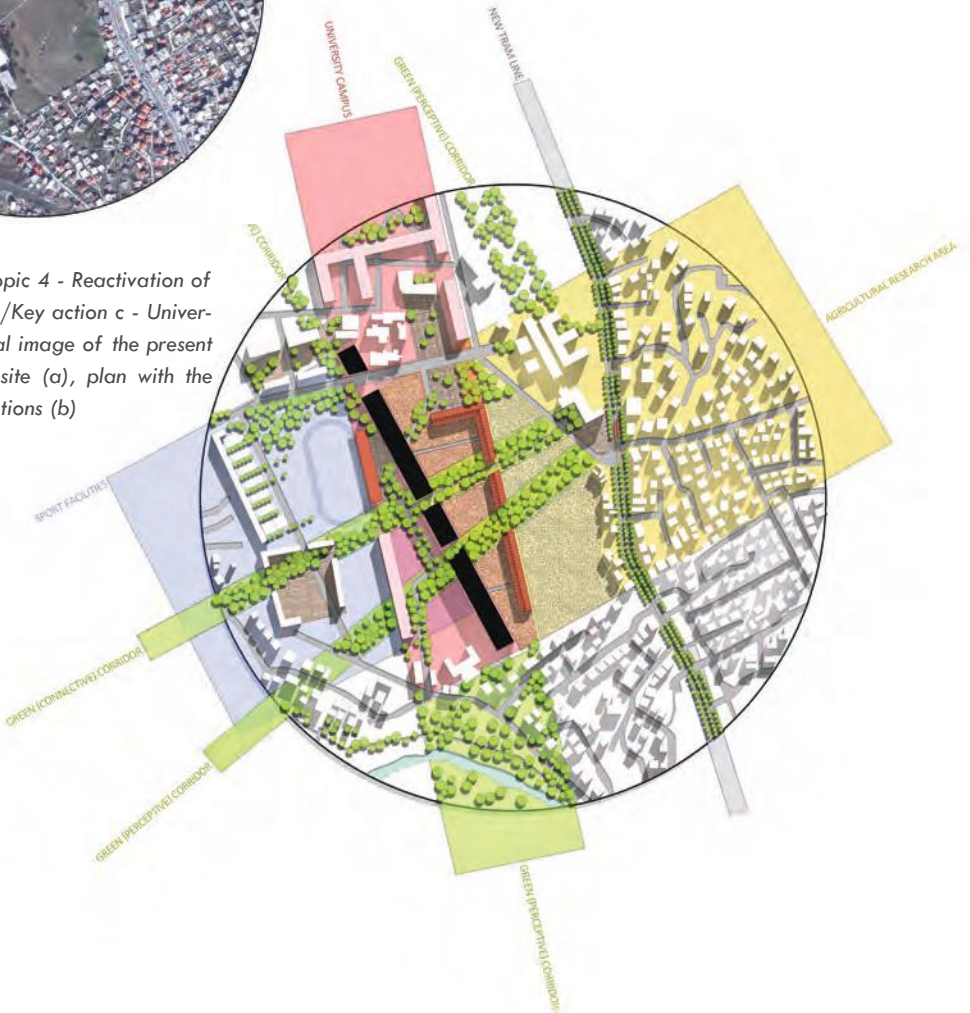 UNIVERSITY CAMPUS
GREEN (PERCEPTIVE) CORRIDOR
NEW TRAM LINE
CORRIDOR
AGRICULTURAL RESEARCH AREA
opic 4 - Reactivation of
/Key action c - Univer-
al image of the present
site (a), plan with the
tions (b)
SPORT FACILITIES
GREEN (CONNECTIVE) CORRIDOR
GREEN (PERCEPTIVE) CORRIDOR
GREEN (PERCEPTIVE) CORRIDOR